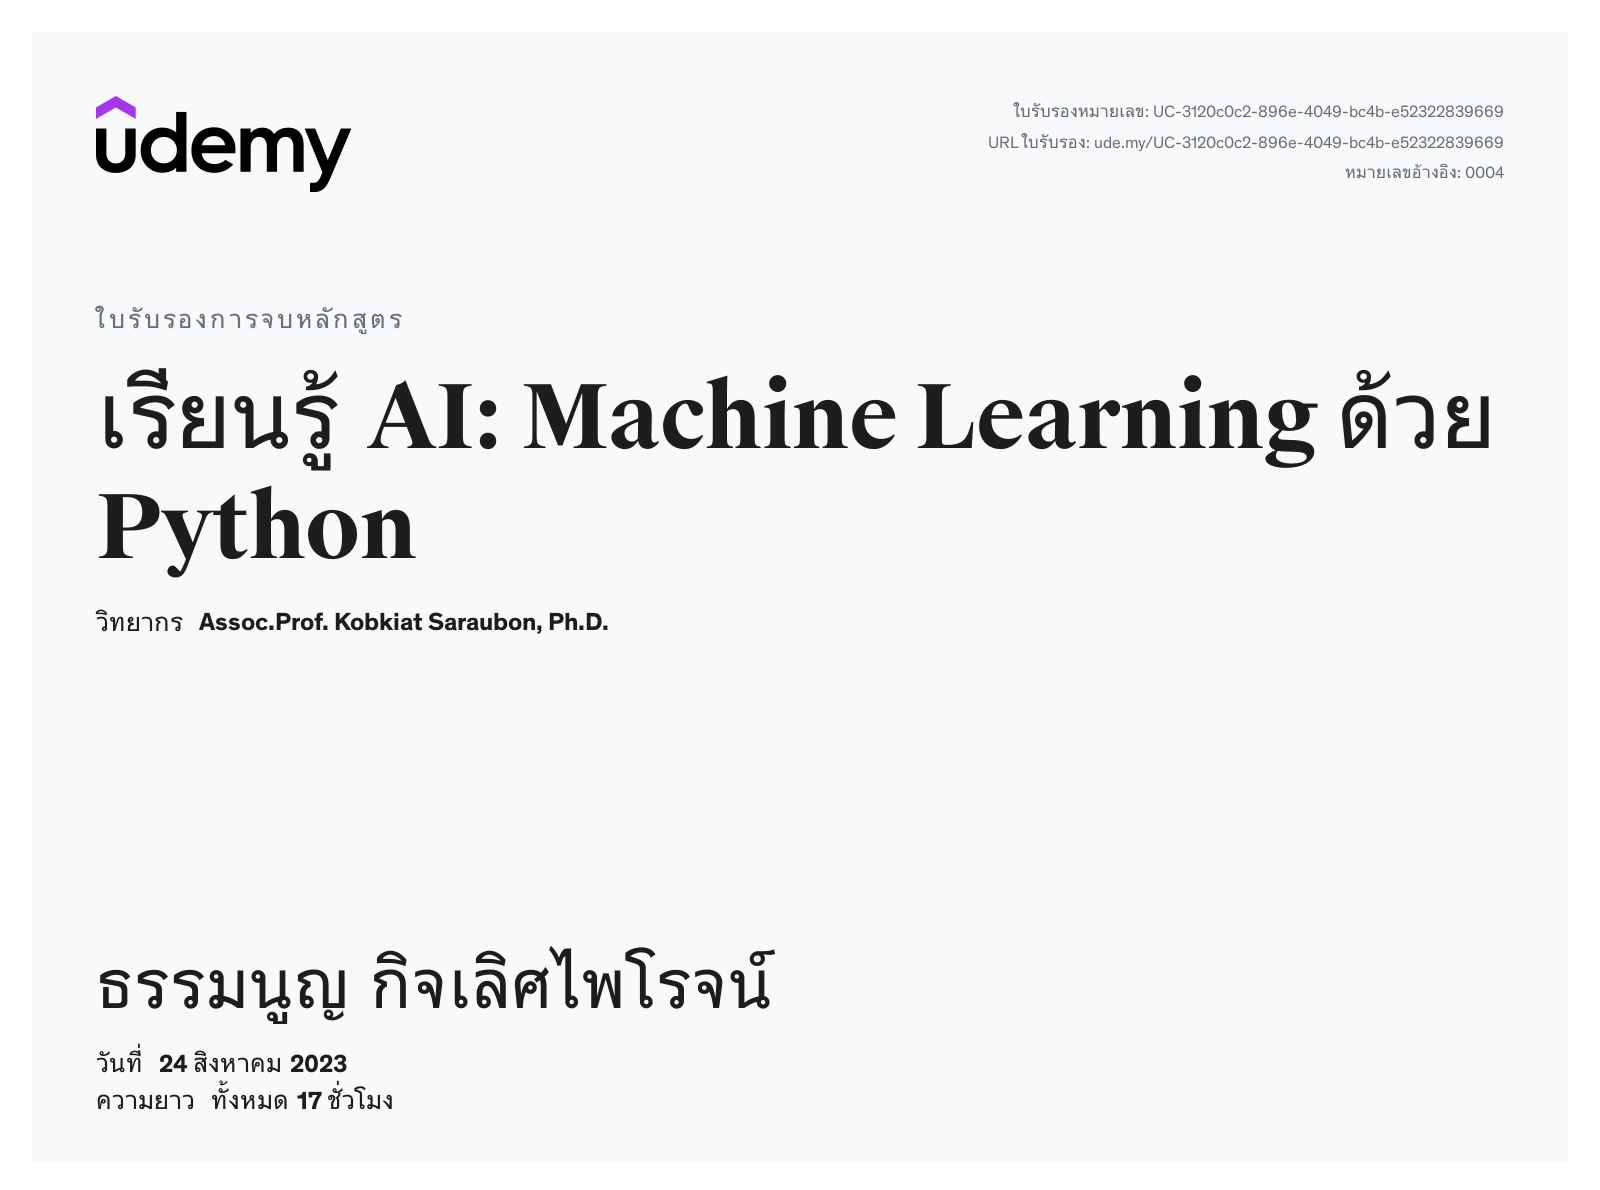 udemy
ใบรับรองหมายเลข: UC-3120c0c2-896e-4049-bc4b-e52322839669
URL ใบรับรอง: ude.my/UC-3120c0c2-896e-4049-bc4b-e52322839669
หมายเลขอ้างอิง: 0004
ใบรับรองการจบหลักสูตร
เรียนรู้ AI: Machine Learning ด้วย
Python
วิทยากร Assoc.Prof. Kobkiat Saraubon, Ph.D.
ธรรมนูญ กิจเลิศไพโรจน์
วันที่ 24 สิงหาคม 2023
ความยาว ทั้งหมด 17 ชั่วโมง